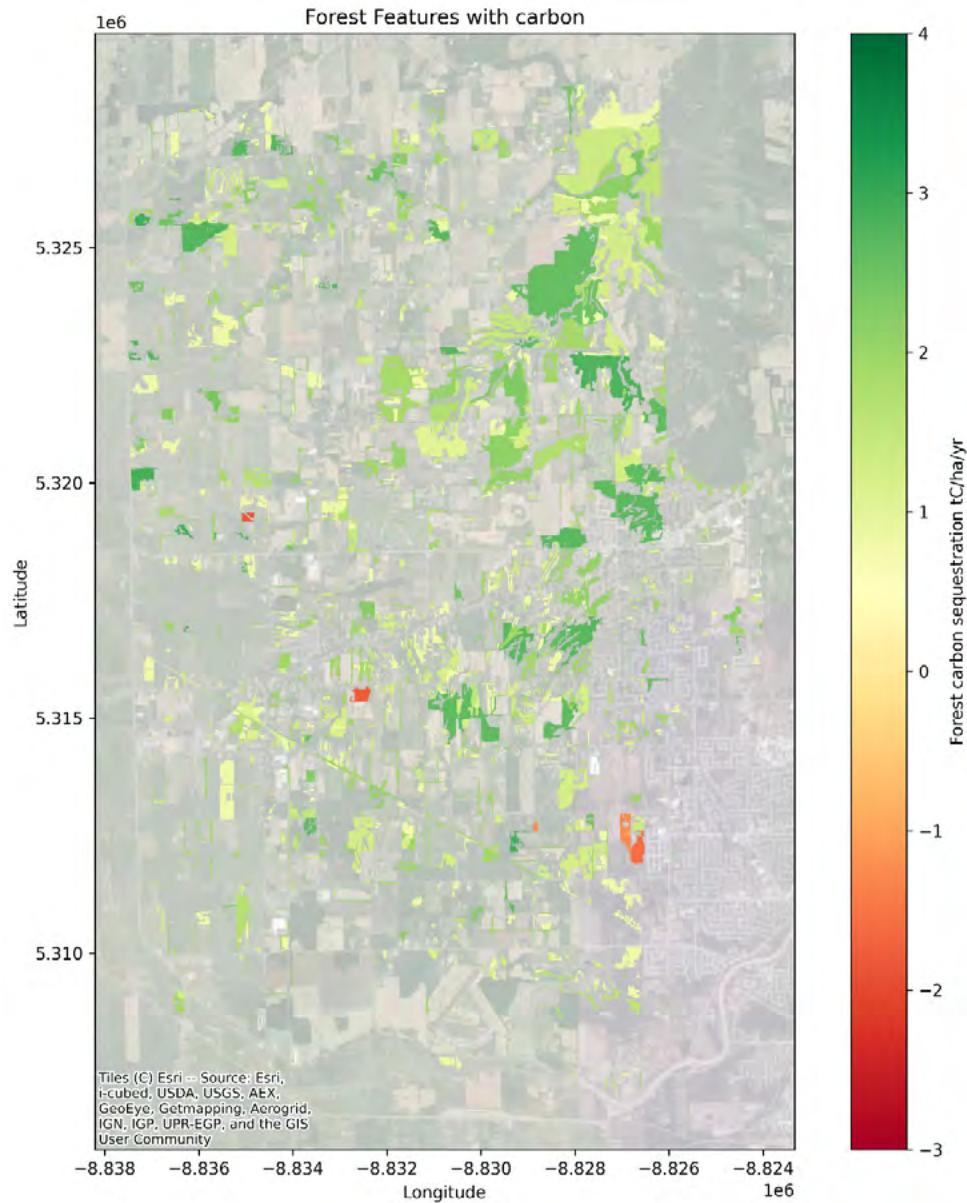 Forest Features with carbon
1e6
5.325
5.320
5.315
5.310
Latitude
Tiles (C) Esri -- Source: Esri,
i-cubed, USDA, USGS, AEX,
GeoEye, Getmapping, Aerogrid,
IGN, IGP, UPR-EGP, and the GIS
User Community
−8.838
−8.836
−8.834
−8.832
−8.830
−8.828
−8.826
−8.824
1e6
Longitude
4
3
2
1
0
−1
−2
−3
Forest carbon sequestration tC/ha/yr